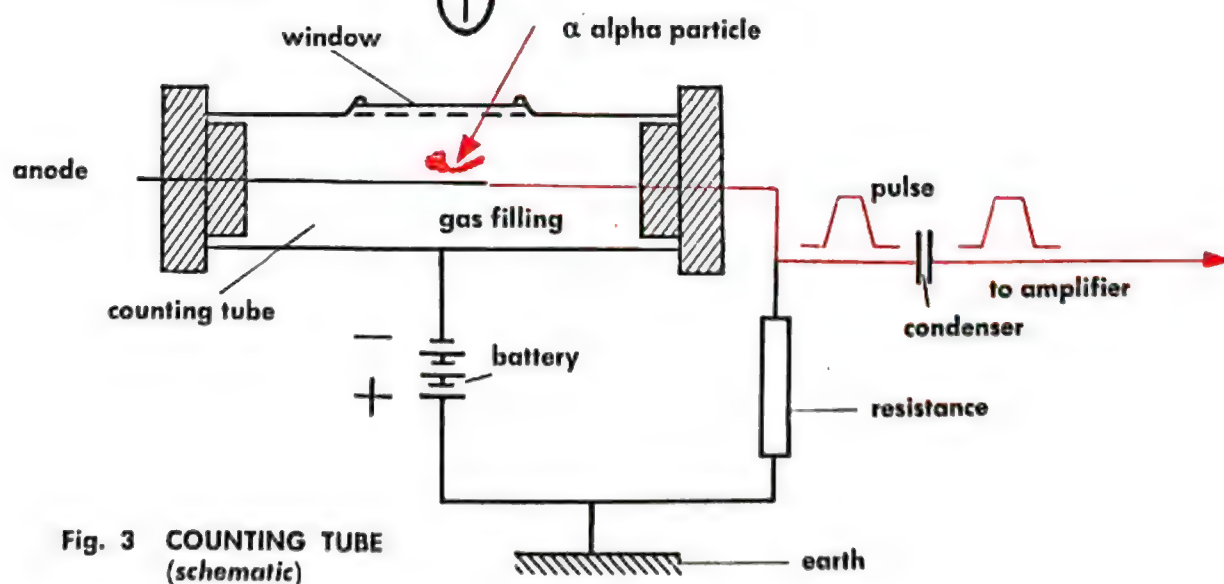 window
α alpha particle
anode
pulse
gas filling
counting tube
to amplifier
condenser
− 
battery
+
resistance
Fig. 3 COUNTING TUBE
(schematic)
earth